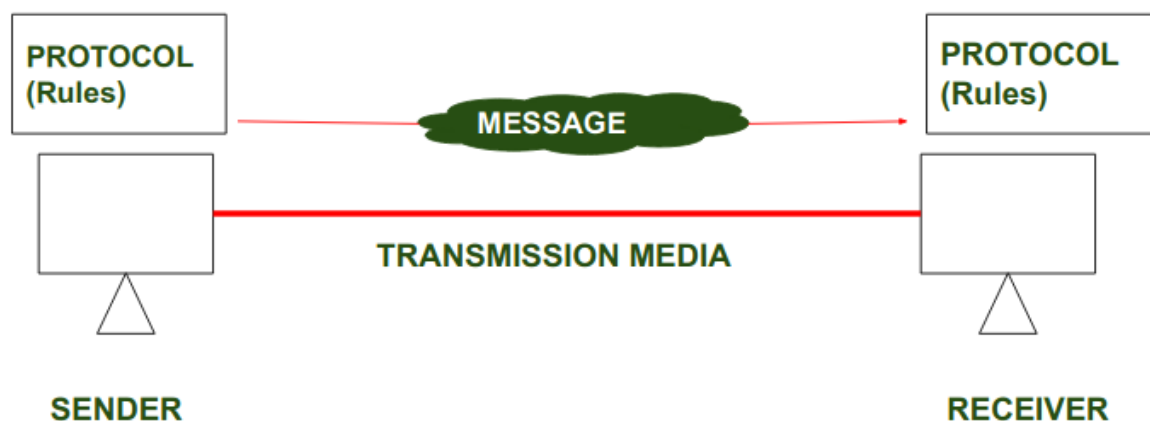 PROTOCOL
(Rules)
PROTOCOL
(Rules)
MESSAGE
TRANSMISSION MEDIA
SENDER
RECEIVER